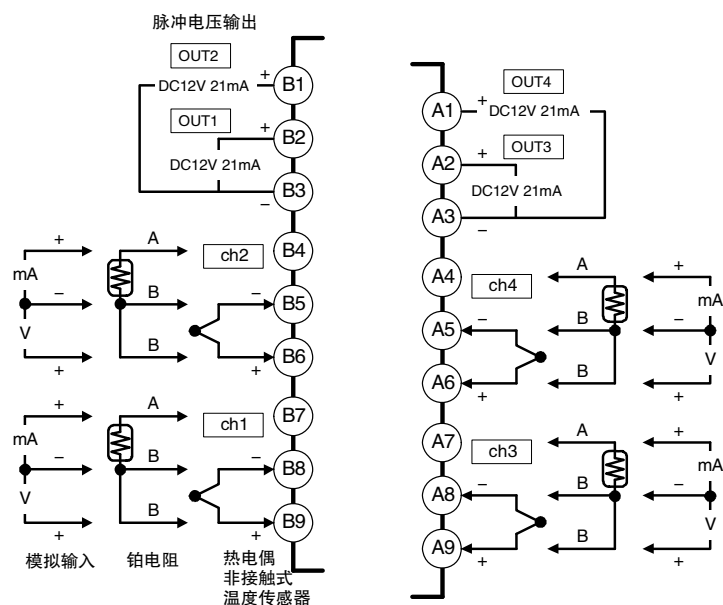 脉冲电压输出
OUT2
+
DC12V 21mA
B1
OUT1
+
B2
DC12V 21mA
B3
−
B4
ch2
+
A
mA
−
B
−
B5
V
+
B
+
B6
B7
ch1
+
A
mA
−
B
−
B8
V
+
B
+
B9
模拟输入
铂电阻
热电偶
非接触式
温度传感器
OUT4
A1
+
DC12V 21mA
OUT3
A2
+
DC12V 21mA
A3
−
A4
ch4
A
+
mA
A5
−
B
−
V
A6
+
B
+
A7
ch3
A
+
mA
A8
−
B
−
V
A9
+
B
+